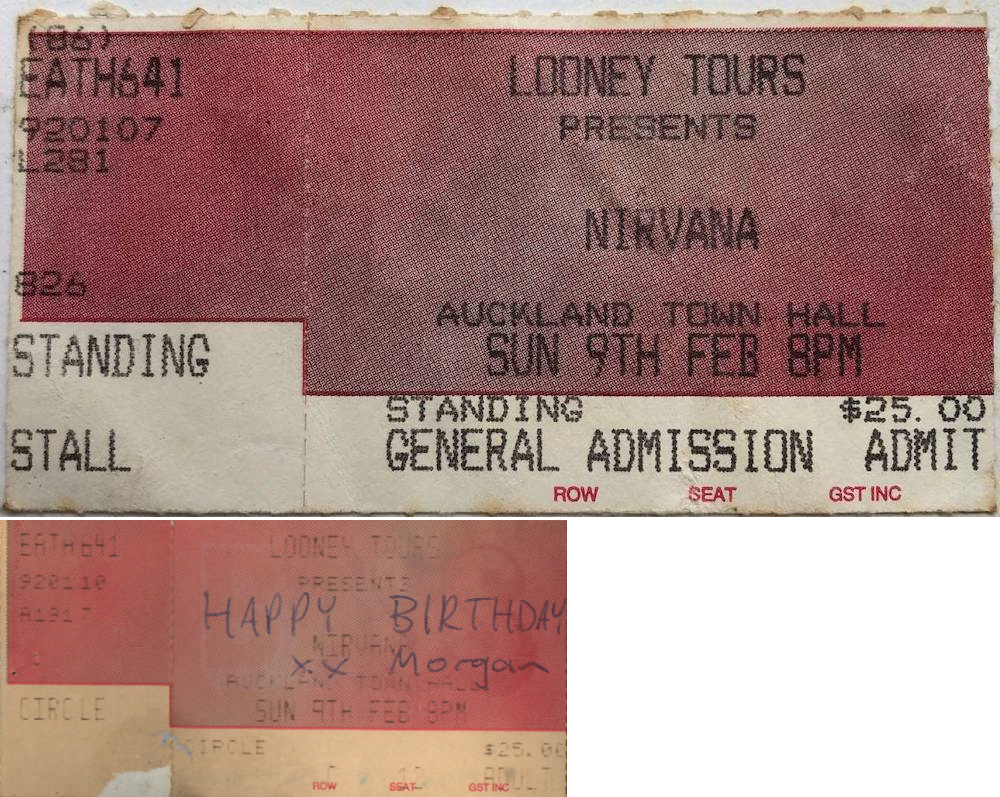 (86)
EATH641
920107
L281
826
STANDING
STALL
LOONEY TOURS
PRESENTS
NIRVANA
AUCKLAND TOWN HALL
SUN 9TH FEB 8PM
STANDING $25.00
GENERAL ADMISSION ADMIT
ROW SEAT GST INC
EATH641
920110
A1917
CIRCLE
LOONEY TOURS
PRESENTS
HAPPY BIRTHDAY
NIRVANA
xx Morgan
AUCKLAND TOWN HALL
SUN 9TH FEB 8PM
CIRCLE $25.00
12 ADULT
ROW SEAT GST INC